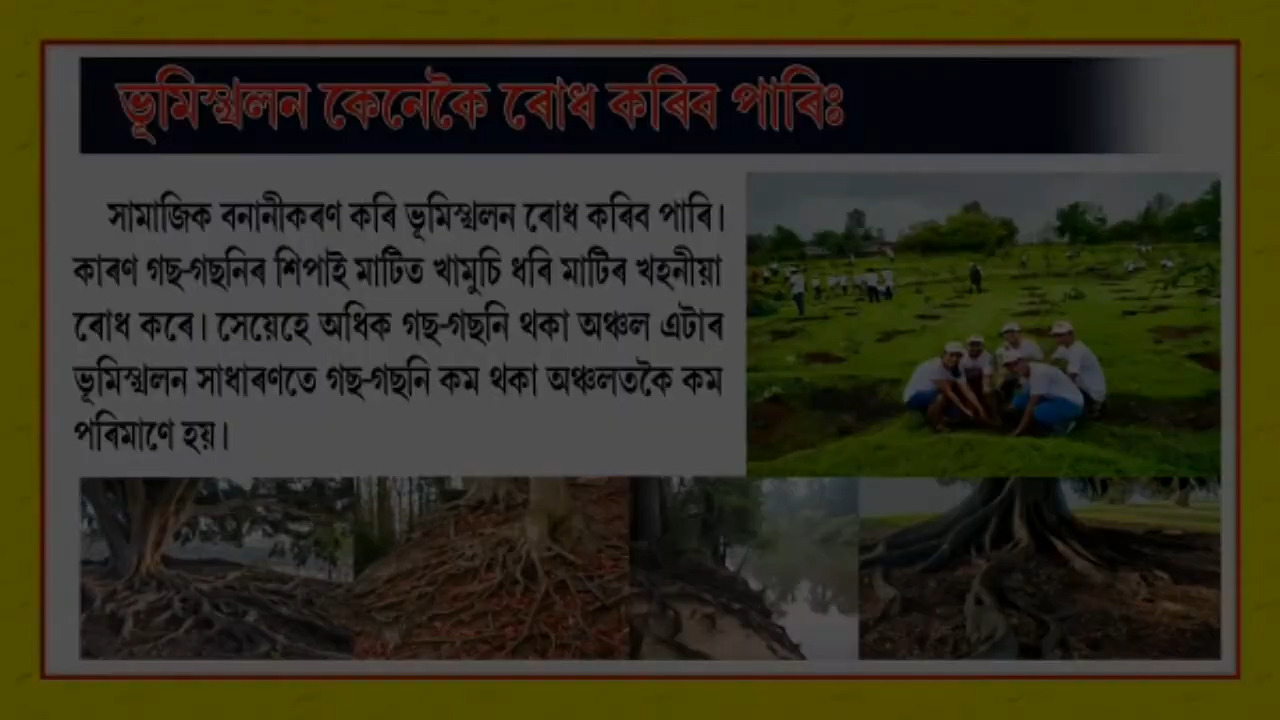 ভূমিস্খলন কেনেকৈ ৰোধ কৰিব পাৰিঃ
সামাজিক বনানীকৰণ কৰি ভূমিস্খলন ৰোধ কৰিব পাৰি।
কাৰণ গছ-গছনিৰ শিপাই মাটিত খামুচি ধৰি মাটিৰ খহনীয়া
ৰোধ কৰে। সেয়েহে অধিক গছ-গছনি থকা অঞ্চল এটাৰ
ভূমিস্খলন সাধাৰণতে গছ-গছনি কম থকা অঞ্চলতকৈ কম
পৰিমাণে হয়।